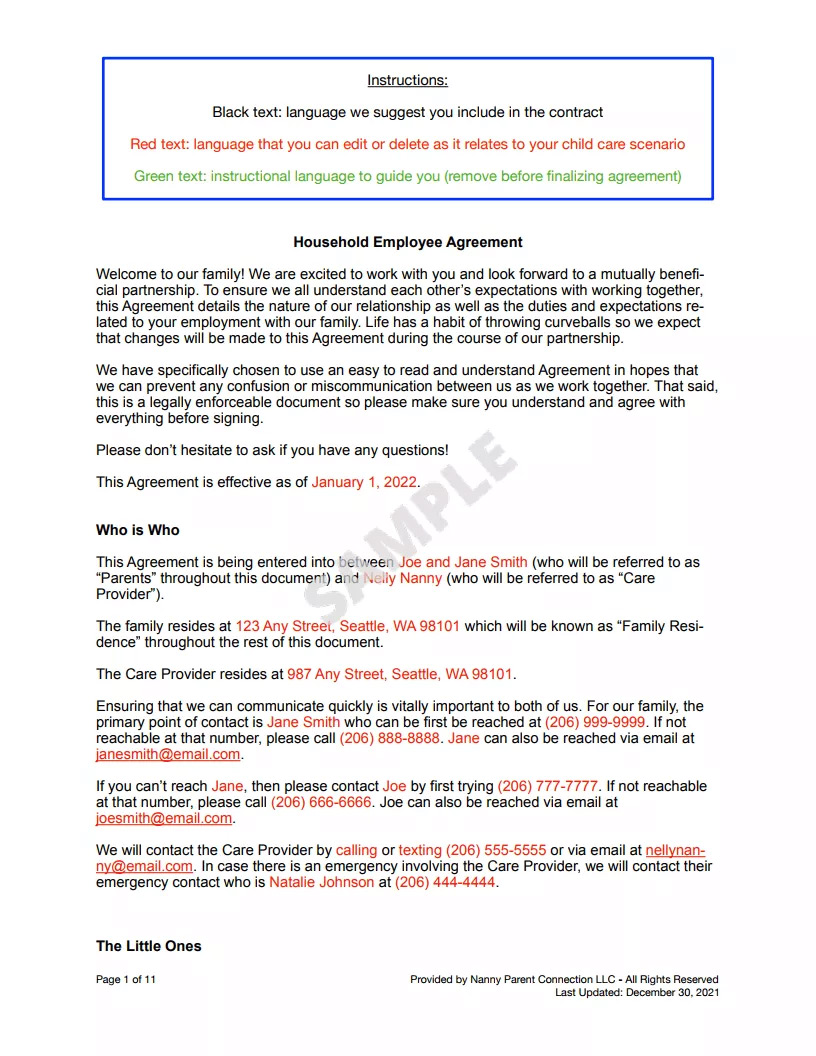 Instructions:
Black text: language we suggest you include in the contract
Red text: language that you can edit or delete as it relates to your child care scenario
Green text: instructional language to guide you (remove before finalizing agreement)
Household Employee Agreement
Welcome to our family! We are excited to work with you and look forward to a mutually benefi-
cial partnership. To ensure we all understand each other’s expectations with working together,
this Agreement details the nature of our relationship as well as the duties and expectations re-
lated to your employment with our family. Life has a habit of throwing curveballs so we expect
that changes will be made to this Agreement during the course of our partnership.
We have specifically chosen to use an easy to read and understand Agreement in hopes that
we can prevent any confusion or miscommunication between us as we work together. That said,
this is a legally enforceable document so please make sure you understand and agree with
everything before signing.
Please don’t hesitate to ask if you have any questions!
This Agreement is effective as of January 1, 2022.
SAMPLE
Who is Who
This Agreement is being entered into between Joe and Jane Smith (who will be referred to as
“Parents” throughout this document) and Nelly Nanny (who will be referred to as “Care
Provider”).
The family resides at 123 Any Street, Seattle, WA 98101 which will be known as “Family Resi-
dence” throughout the rest of this document.
The Care Provider resides at 987 Any Street, Seattle, WA 98101.
Ensuring that we can communicate quickly is vitally important to both of us. For our family, the
primary point of contact is Jane Smith who can be first be reached at (206) 999-9999. If not
reachable at that number, please call (206) 888-8888. Jane can also be reached via email at
janesmith@email.com.
If you can’t reach Jane, then please contact Joe by first trying (206) 777-7777. If not reachable
at that number, please call (206) 666-6666. Joe can also be reached via email at
joesmith@email.com.
We will contact the Care Provider by calling or texting (206) 555-5555 or via email at nellynan-
ny@email.com. In case there is an emergency involving the Care Provider, we will contact their
emergency contact who is Natalie Johnson at (206) 444-4444.
The Little Ones
Page 1 of 11 Provided by Nanny Parent Connection LLC - All Rights Reserved
Last Updated: December 30, 2021